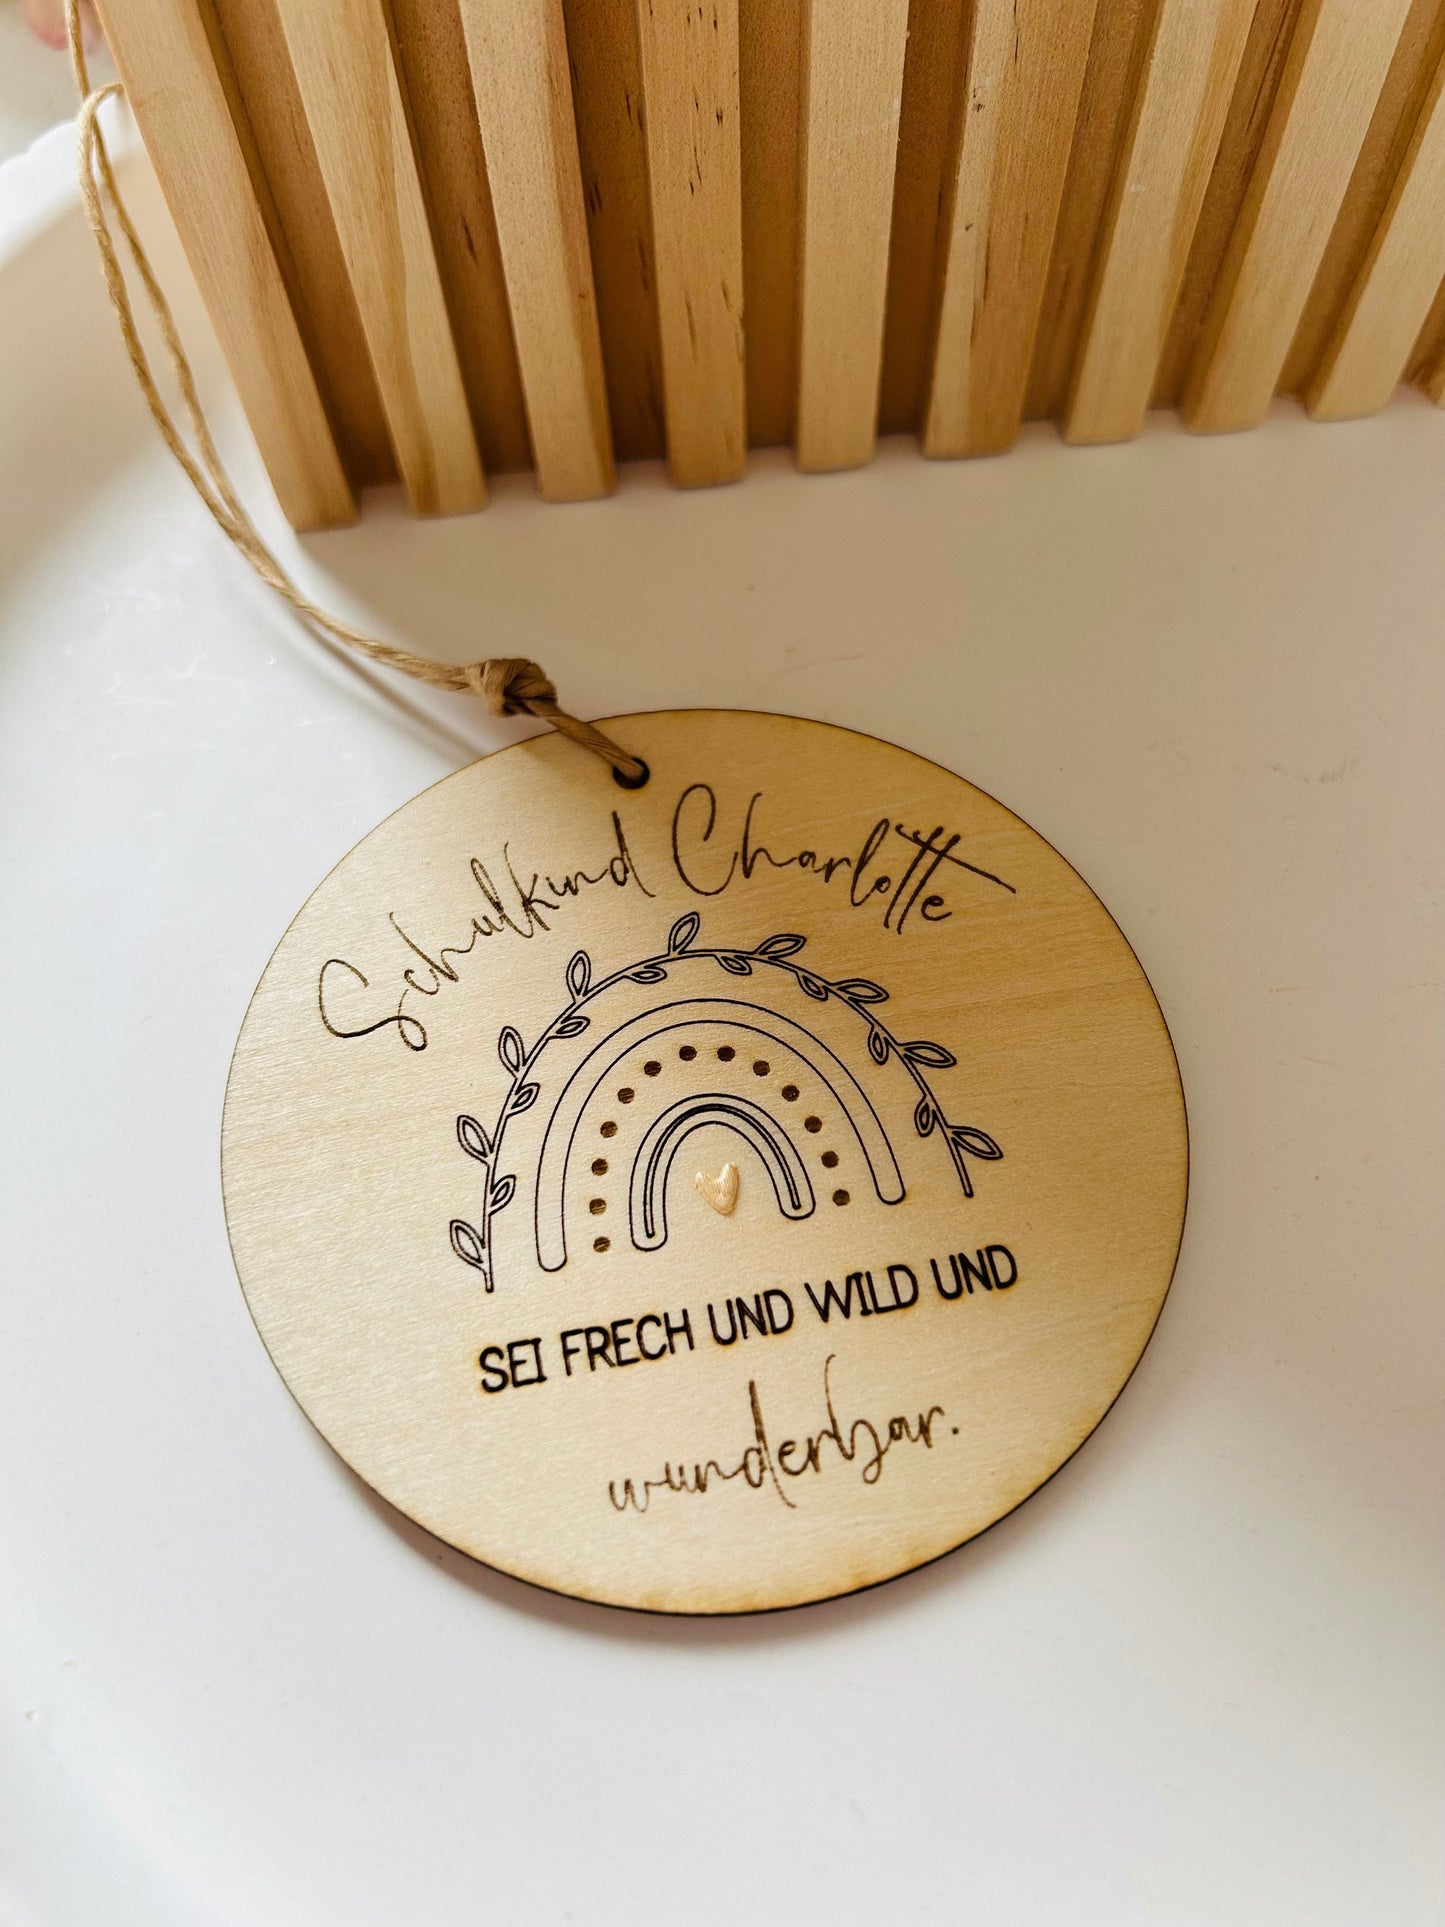 Schulkind Charlotte
SEI FRECH UND WILD UND
wunderbar.